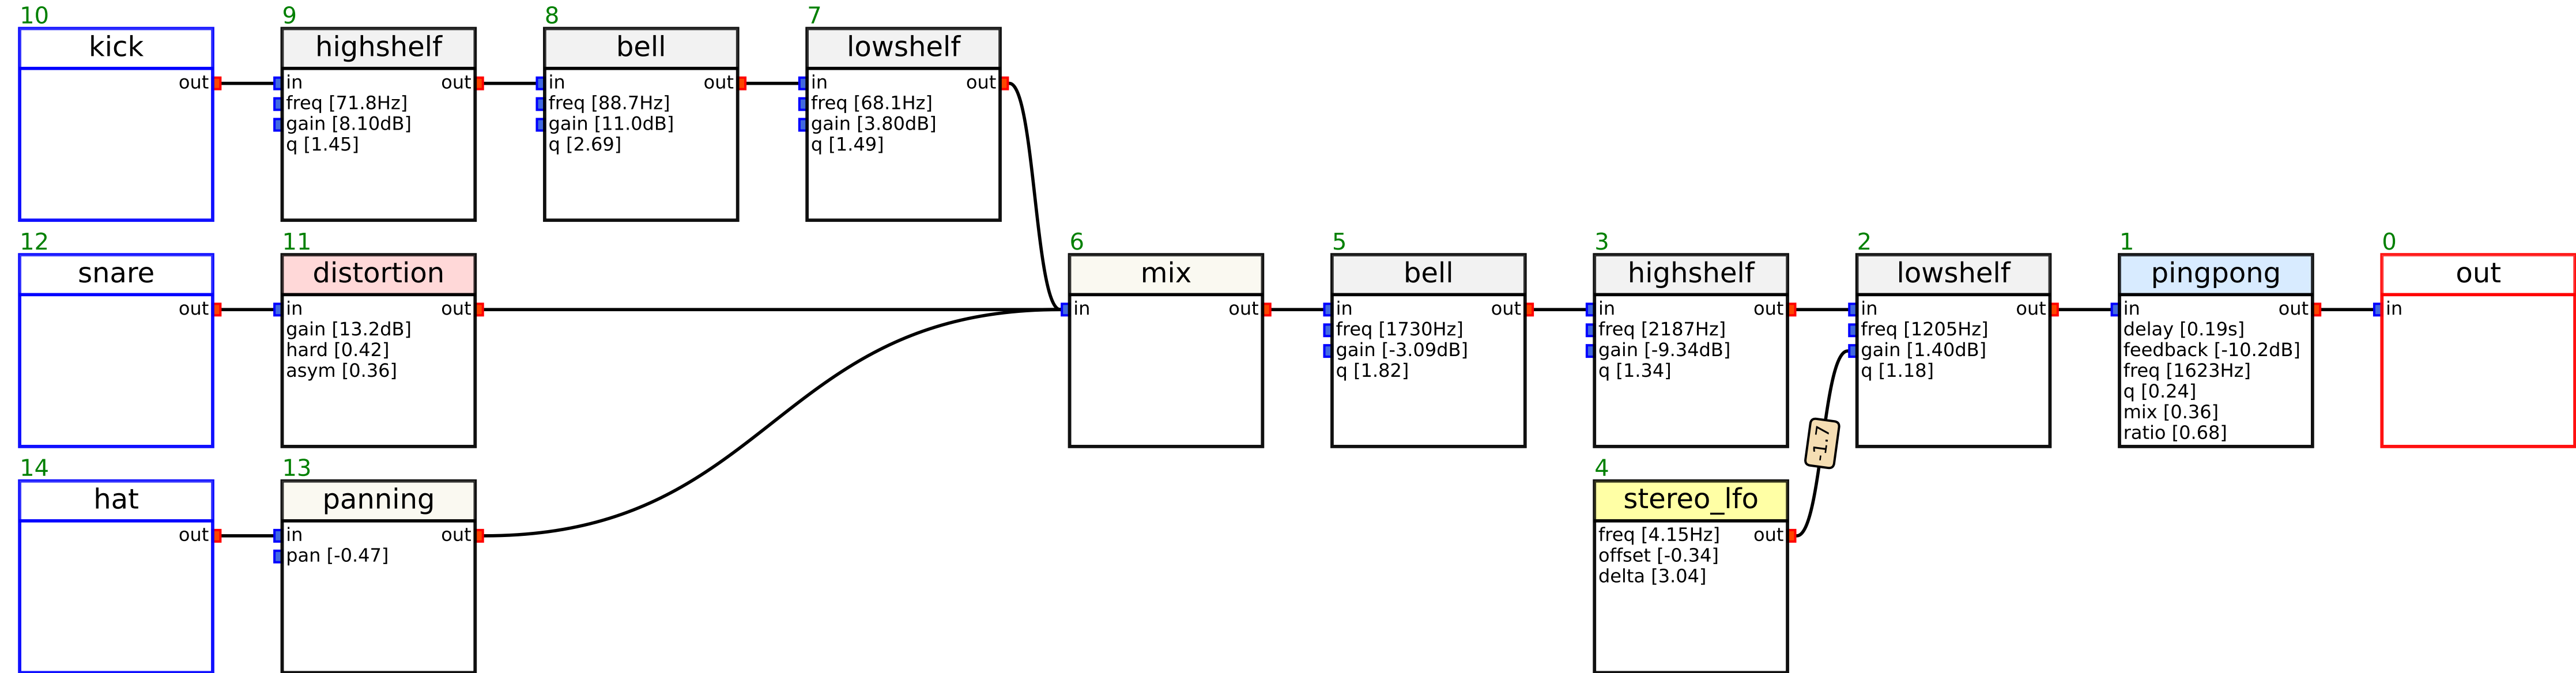 10
kick
out
9
highshelf
in out
freq [71.8Hz]
gain [8.10dB]
q [1.45]
8
bell
in out
freq [88.7Hz]
gain [11.0dB]
q [2.69]
7
lowshelf
in out
freq [68.1Hz]
gain [3.80dB]
q [1.49]
12
snare
out
11
distortion
in out
gain [13.2dB]
hard [0.42]
asym [0.36]
6
mix
in out
5
bell
in out
freq [1730Hz]
gain [-3.09dB]
q [1.82]
3
highshelf
in out
freq [2187Hz]
gain [-9.34dB]
q [1.34]
2
lowshelf
in out
freq [1205Hz]
gain [1.40dB]
q [1.18]
1
pingpong
in out
delay [0.19s]
feedback [-10.2dB]
freq [1623Hz]
q [0.24]
mix [0.36]
ratio [0.68]
0
out
in
14
hat
out
13
panning
in out
pan [-0.47]
4
stereo_lfo
freq [4.15Hz] out
offset [-0.34]
delta [3.04]
-1.7